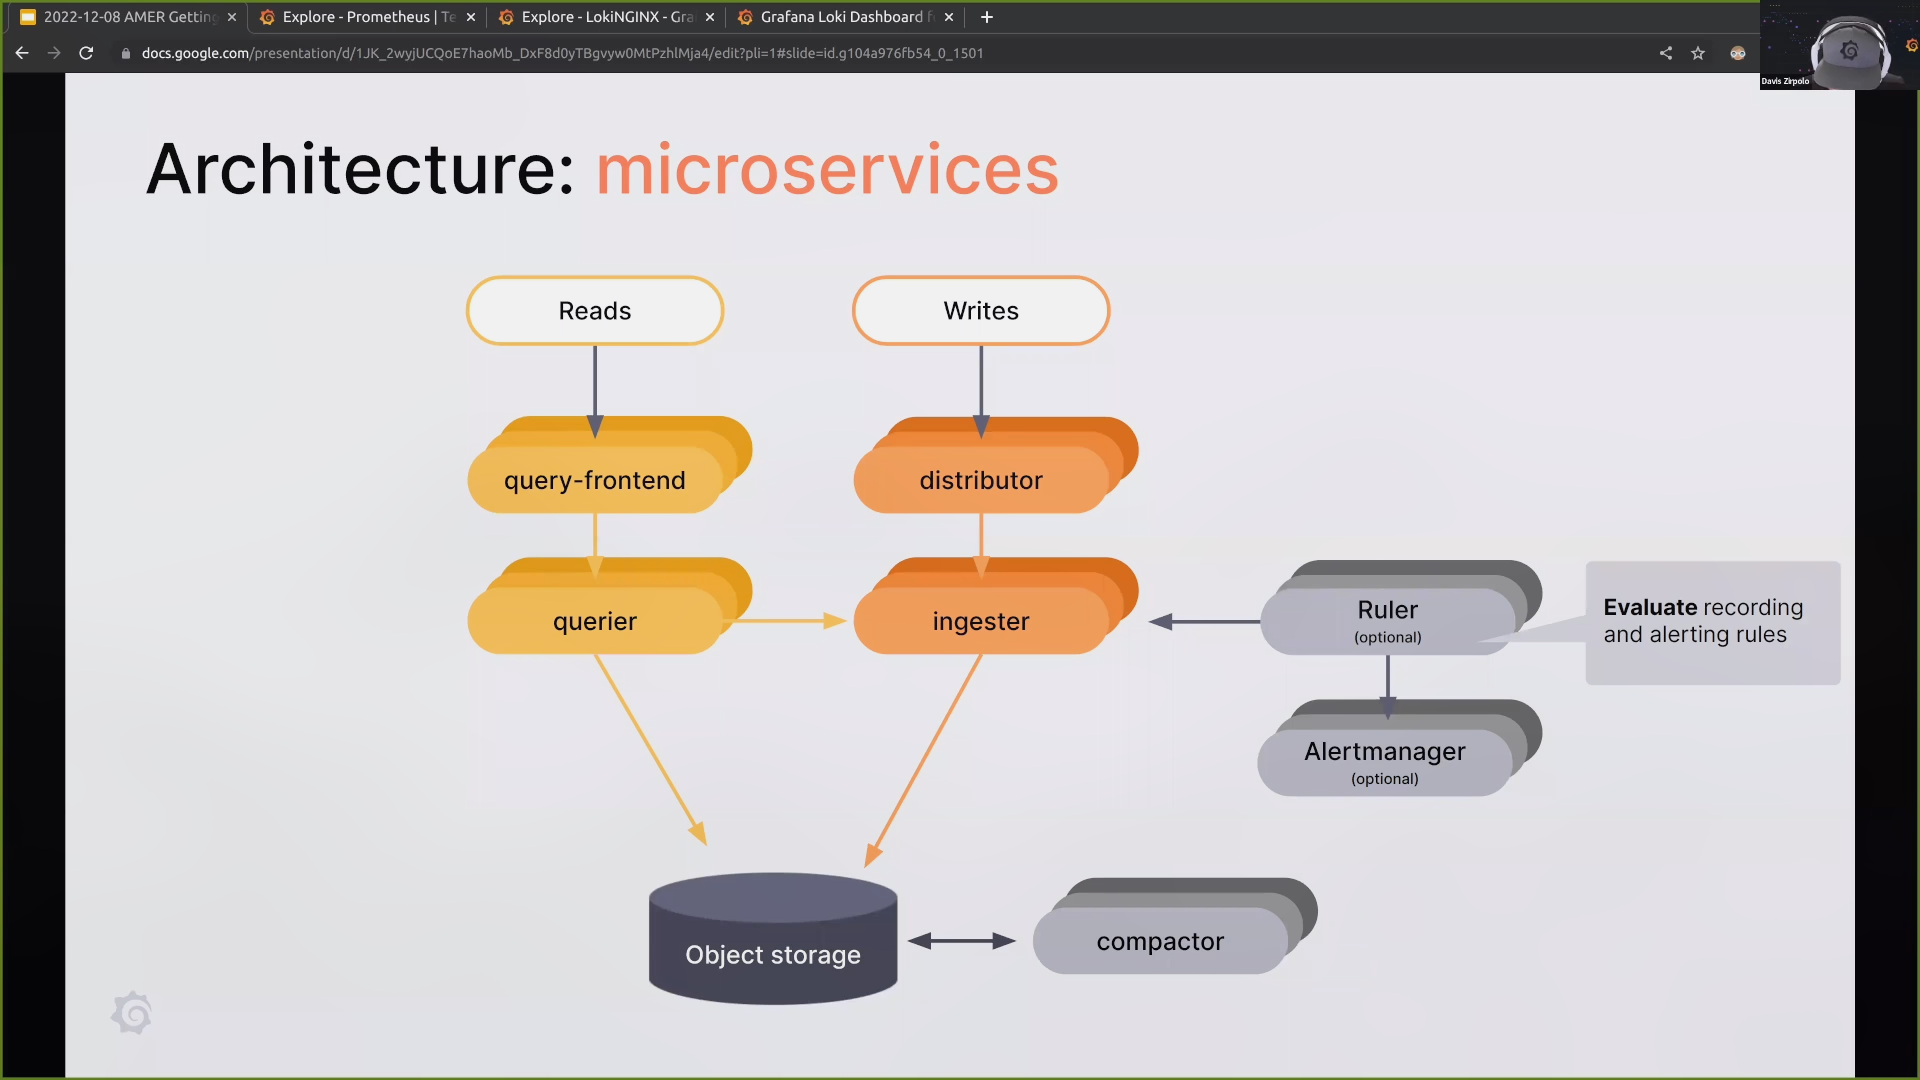 2022-12-08 AMER Getting
Explore - Prometheus | Te
Explore - LokiNGINX - Gra
Grafana Loki Dashboard f
docs.google.com/presentation/d/1JK_2wyjUCQoE7haoMb_DxF8d0yTBgvyw0MtPzhlMja4/edit?pli=1#slide=id.g104a976fb54_0_1501
Davis Zirpolo
Architecture: microservices
Reads
Writes
query-frontend
distributor
querier
ingester
Ruler
(optional)
Evaluate recording
and alerting rules
Alertmanager
(optional)
Object storage
compactor